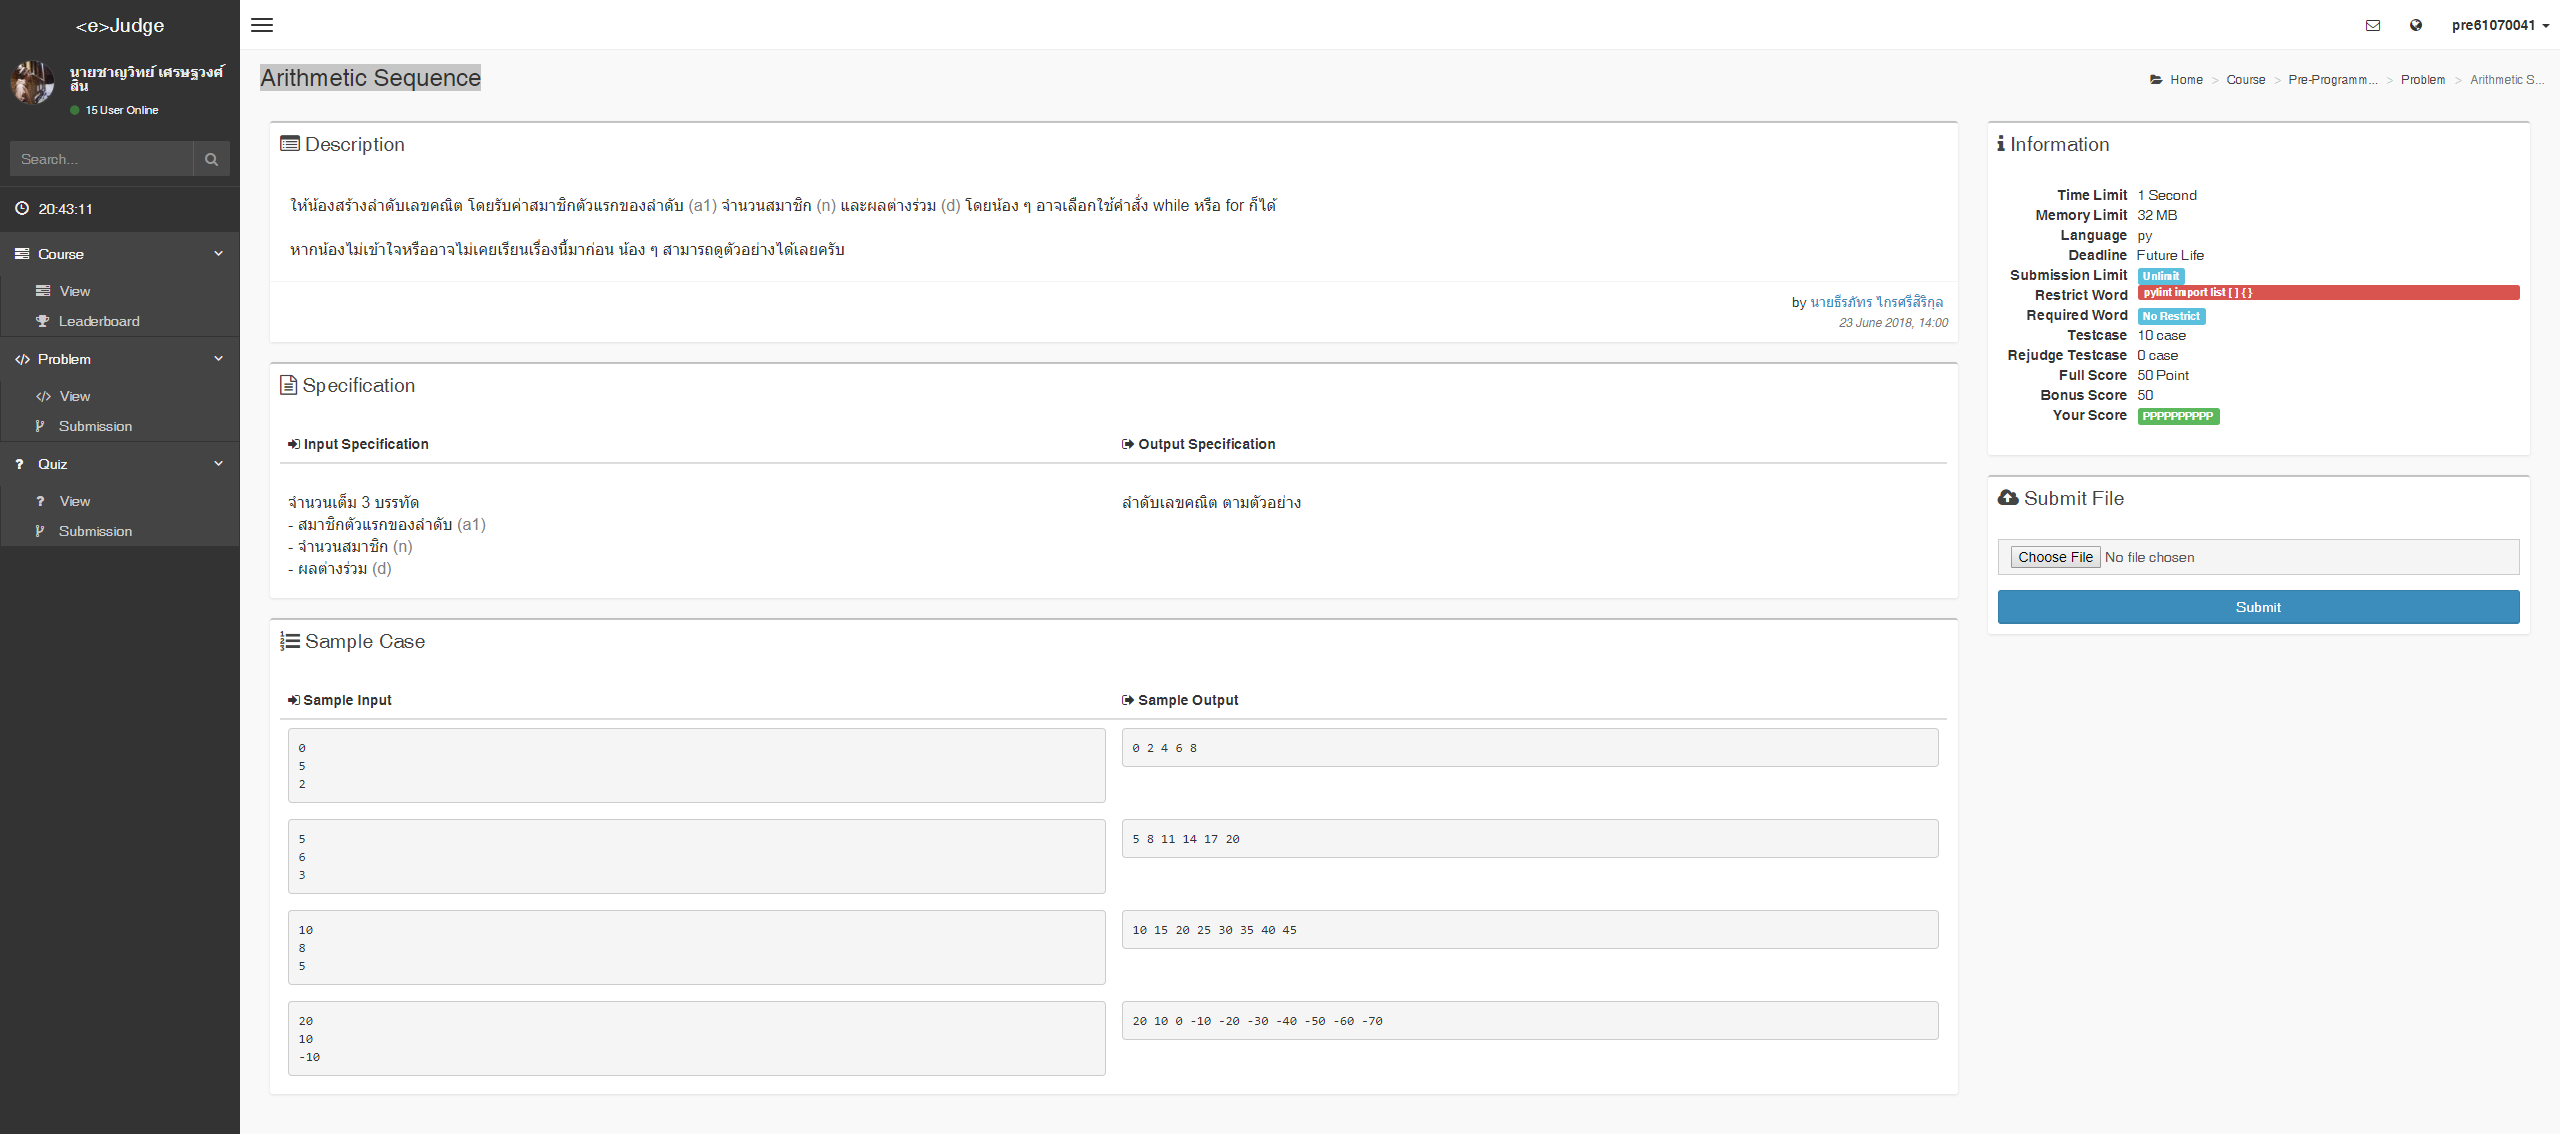 <e>Judge
pre61070041
นายชาญวิทย์ เศรษฐวงศ์
สิน
15 User Online
Search...
20:43:11
Course
View
Leaderboard
Problem
View
Submission
Quiz
View
Submission
Arithmetic Sequence
Home > Course > Pre-Programm... > Problem > Arithmetic S...
Description
ให้น้องสร้างลำดับเลขคณิต โดยรับค่าสมาชิกตัวแรกของลำดับ (a1) จำนวนสมาชิก (n) และผลต่างร่วม (d) โดยน้อง ๆ อาจเลือกใช้คำสั่ง while หรือ for ก็ได้
หากน้องไม่เข้าใจหรืออาจไม่เคยเรียนเรื่องนี้มาก่อน น้อง ๆ สามารถดูตัวอย่างได้เลยครับ
by นายธีรภัทร ไกรศรีสิริกุล
23 June 2018, 14:00
Specification
Input Specification
Output Specification
จำนวนเต็ม 3 บรรทัด
- สมาชิกตัวแรกของลำดับ (a1)
- จำนวนสมาชิก (n)
- ผลต่างร่วม (d)
ลำดับเลขคณิต ตามตัวอย่าง
Sample Case
Sample Input
Sample Output
0
5
2
0 2 4 6 8
5
6
3
5 8 11 14 17 20
10
8
5
10 15 20 25 30 35 40 45
20
10
-10
20 10 0 -10 -20 -30 -40 -50 -60 -70
Information
Time Limit 1 Second
Memory Limit 32 MB
Language py
Deadline Future Life
Submission Limit Unlimit
Restrict Word pylint import list [ ] { }
Required Word No Restrict
Testcase 10 case
Rejudge Testcase 0 case
Full Score 50 Point
Bonus Score 50
Your Score PPPPPPPPPP
Submit File
Choose File No file chosen
Submit